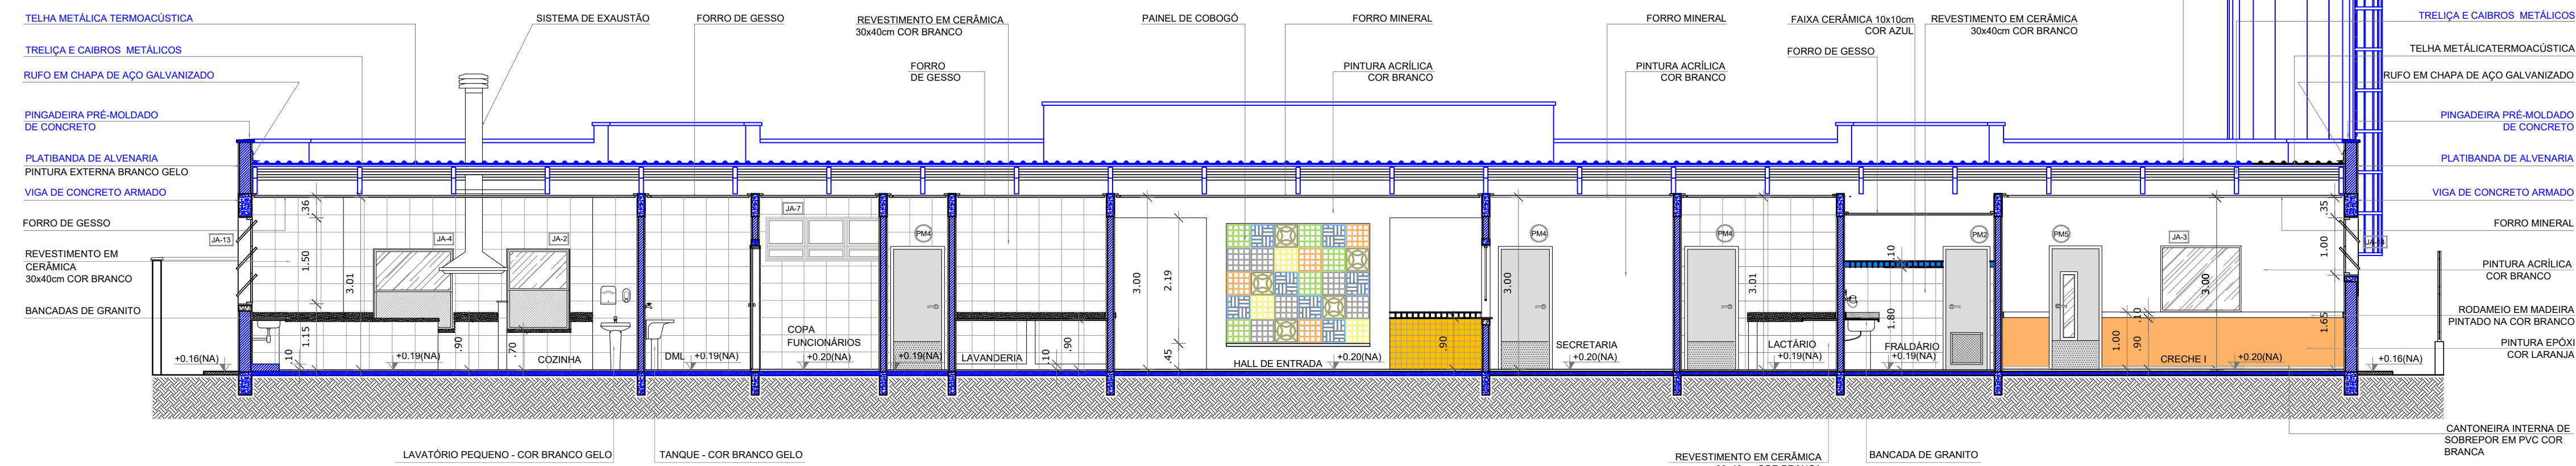 TELHA METÁLICA TERMOACÚSTICA
SISTEMA DE EXAUSTÃO
FORRO DE GESSO
REVESTIMENTO EM CERÂMICA
30x40cm COR BRANCO
PAINEL DE COBOGÓ
FORRO MINERAL
FORRO MINERAL
FAIXA CERÂMICA 10x10cm
COR AZUL
REVESTIMENTO EM CERÂMICA
30x40cm COR BRANCO
TRELIÇA E CAIBROS METÁLICOS
TRELIÇA E CAIBROS METÁLICOS
FORRO DE GESSO
TELHA METÁLICATERMOACÚSTICA
RUFO EM CHAPA DE AÇO GALVANIZADO
FORRO
DE GESSO
PINTURA ACRÍLICA
COR BRANCO
PINTURA ACRÍLICA
COR BRANCO
RUFO EM CHAPA DE AÇO GALVANIZADO
PINGADEIRA PRÉ-MOLDADO
DE CONCRETO
PINGADEIRA PRÉ-MOLDADO
DE CONCRETO
PLATIBANDA DE ALVENARIA
PINTURA EXTERNA BRANCO GELO
PLATIBANDA DE ALVENARIA
VIGA DE CONCRETO ARMADO
VIGA DE CONCRETO ARMADO
FORRO DE GESSO
FORRO MINERAL
REVESTIMENTO EM
CERÂMICA
30x40cm COR BRANCO
BANCADAS DE GRANITO
JA-13
JA-4
JA-2
JA-7
PM4
PM4
PM4
PM2
PM5
JA-3
JA-14
PINTURA ACRÍLICA
COR BRANCO
RODAMEIO EM MADEIRA
PINTADO NA COR BRANCO
PINTURA EPÓXI
COR LARANJA
.36
1.50
1.15
.10
3.01
.90
.70
.10
.90
3.00
2.19
.45
.90
3.00
3.01
.10
1.80
1.00
.10
.90
3.00
.35
1.00
1.65
+0.16(NA)
+0.19(NA)
COZINHA
DML
+0.19(NA)
COPA
FUNCIONÁRIOS
+0.20(NA)
+0.19(NA)
LAVANDERIA
HALL DE ENTRADA
+0.20(NA)
SECRETARIA
+0.20(NA)
LACTÁRIO
+0.19(NA)
FRALDÁRIO
+0.19(NA)
CRECHE I
+0.20(NA)
+0.16(NA)
LAVATÓRIO PEQUENO - COR BRANCO GELO
TANQUE - COR BRANCO GELO
REVESTIMENTO EM CERÂMICA
BANCADA DE GRANITO
CANTONEIRA INTERNA DE
SOBREPOR EM PVC COR
BRANCA